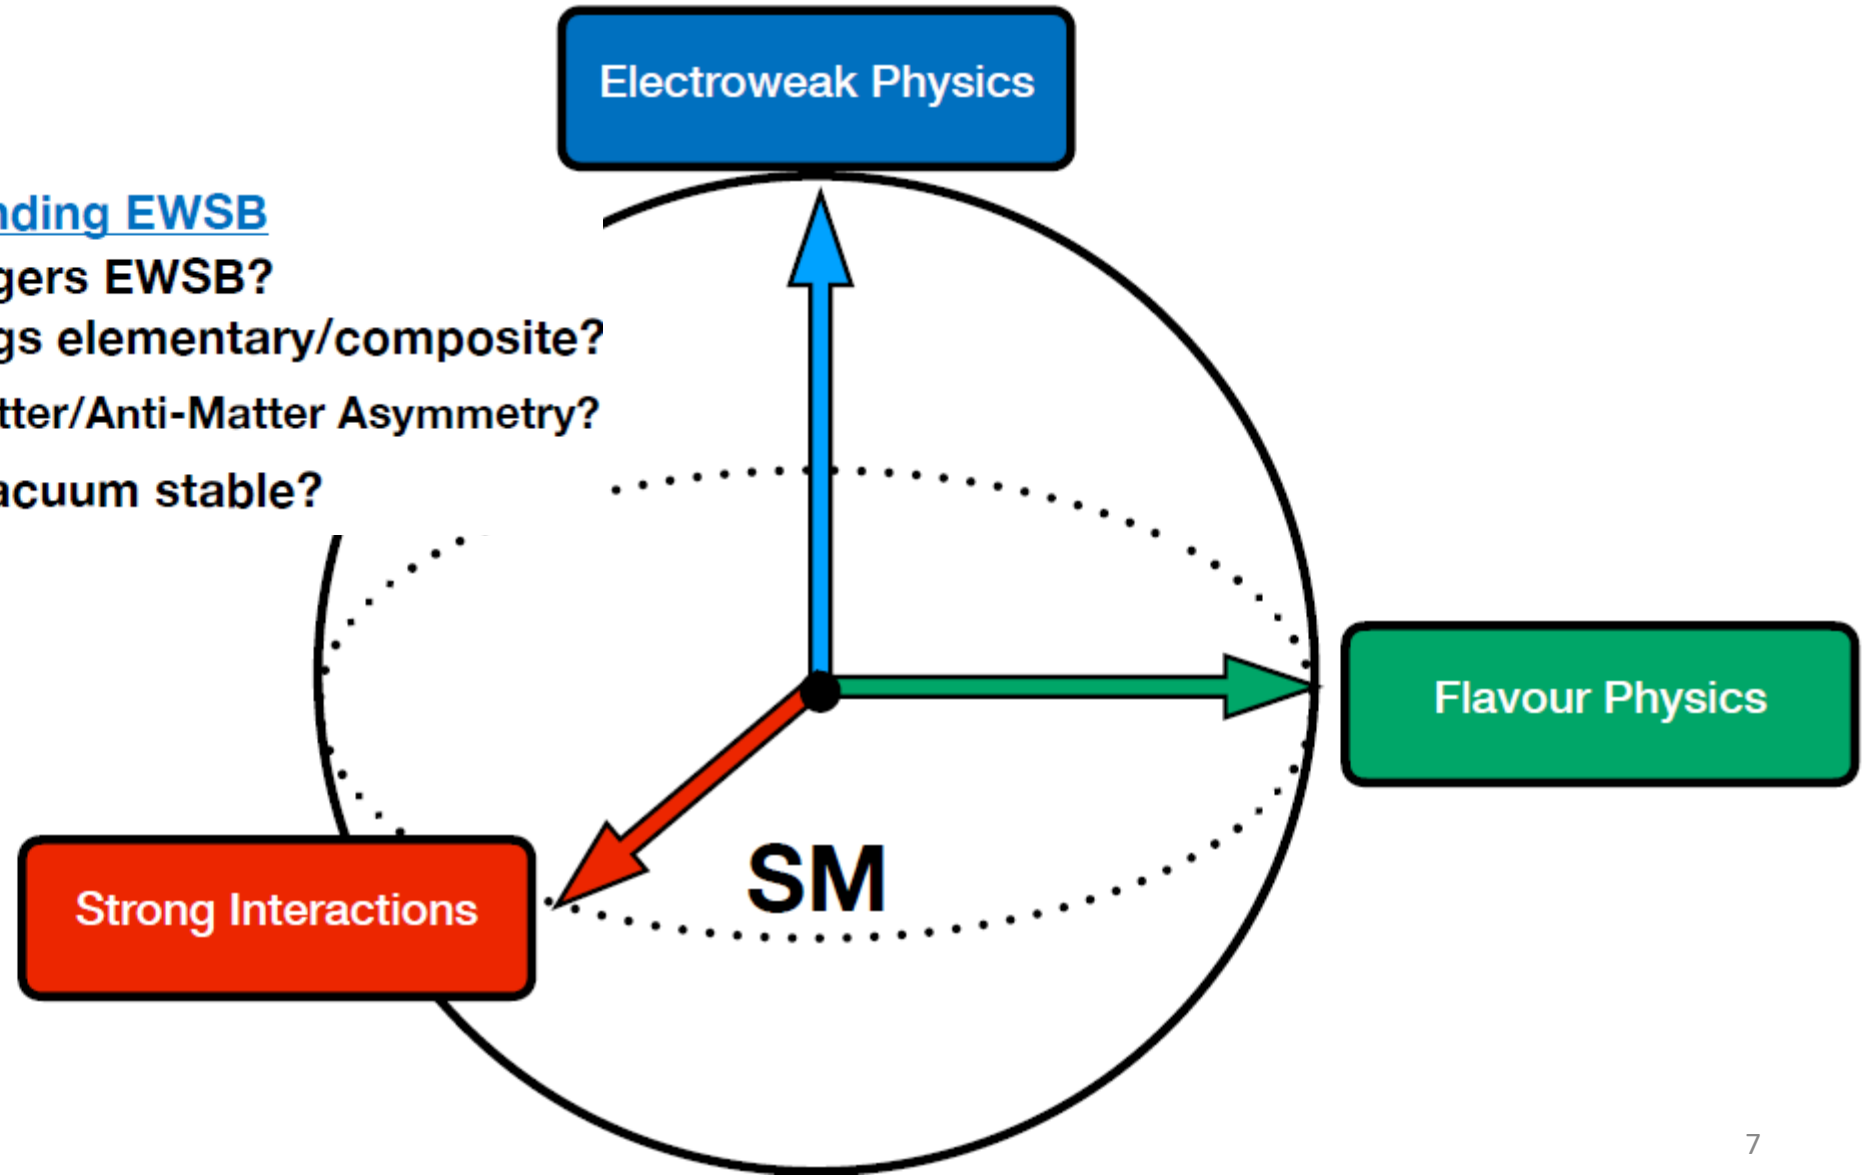 Electroweak Physics
nding EWSB
gers EWSB?
gs elementary/composite?
tter/Anti-Matter Asymmetry?
acuum stable?
Flavour Physics
Strong Interactions
SM
7